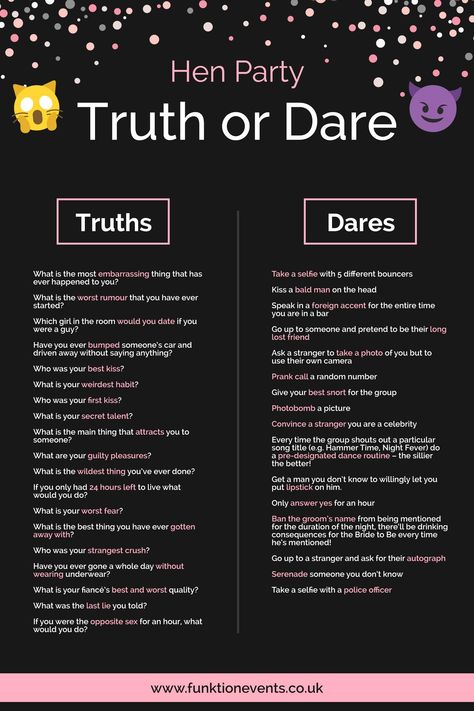 Hen Party
Truth or Dare
Truths
What is the most embarrassing thing that has
ever happened to you?
What is the worst rumour that you have ever
started?
Which girl in the room would you date if you
were a guy?
Have you ever bumped someone's car and
driven away without saying anything?
Who was your best kiss?
What is your weirdest habit?
Who was your first kiss?
What is your secret talent?
What is the main thing that attracts you to
someone?
What are your guilty pleasures?
What is the wildest thing you've ever done?
If you only had 24 hours left to live what
would you do?
What is your worst fear?
What is the best thing you have ever gotten
away with?
Who was your strangest crush?
Have you ever gone a whole day without
wearing underwear?
What is your fiancé's best and worst quality?
What was the last lie you told?
If you were the opposite sex for an hour, what
would you do?
Dares
Take a selfie with 5 different bouncers
Kiss a bald man on the head
Speak in a foreign accent for the entire time
you are in a bar
Go up to someone and pretend to be their long
lost friend
Ask a stranger to take a photo of you but to
use their own camera
Prank call a random number
Give your best snort for the group
Photobomb a picture
Convince a stranger you are a celebrity
Every time the group shouts out a particular
song title (e.g. Hammer Time, Night Fever) do
a pre-designated dance routine – the sillier
the better!
Get a man you don't know to willingly let you
put lipstick on him.
Only answer yes for an hour
Ban the groom's name from being mentioned
for the duration of the night, there'll be drinking
consequences for the Bride to Be every time
he's mentioned!
Go up to a stranger and ask for their autograph
Serenade someone you don't know
Take a selfie with a police officer
www.funktionevents.co.uk